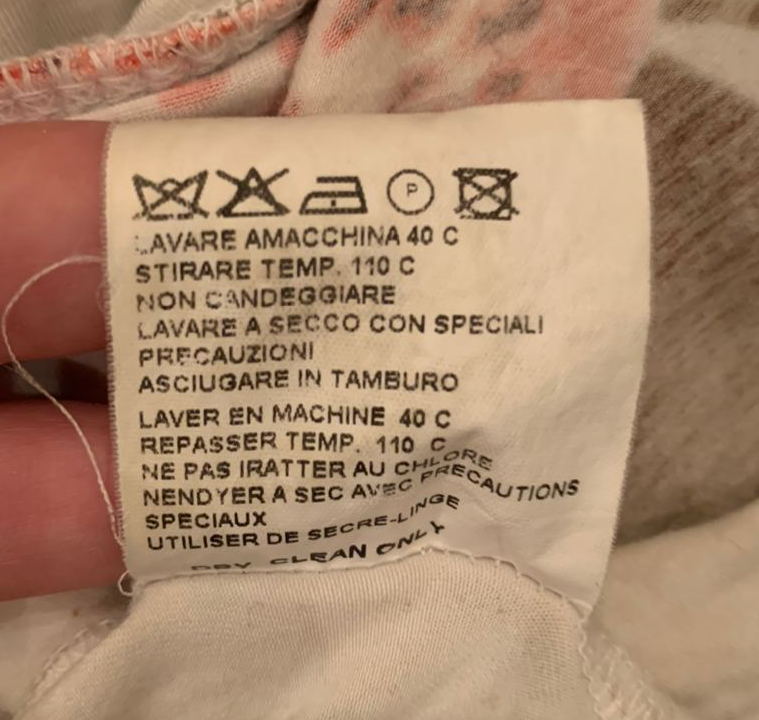 P
LAVARE AMACCHINA 40 C
STIRARE TEMP. 110 C
NON CANDEGGIARE
LAVARE A SECCO CON SPECIALI
PRECAUZIONI
ASCIUGARE IN TAMBURO
LAVER EN MACHINE 40 C
REPASSER TEMP. 110 C
NE PAS IRATTER AU CHLORE
NENDYER A SEC AVEC PRECAUTIONS
SPECIAUX
UTILISER DE SECRE-LINGE
DRY CLEAN ONLY